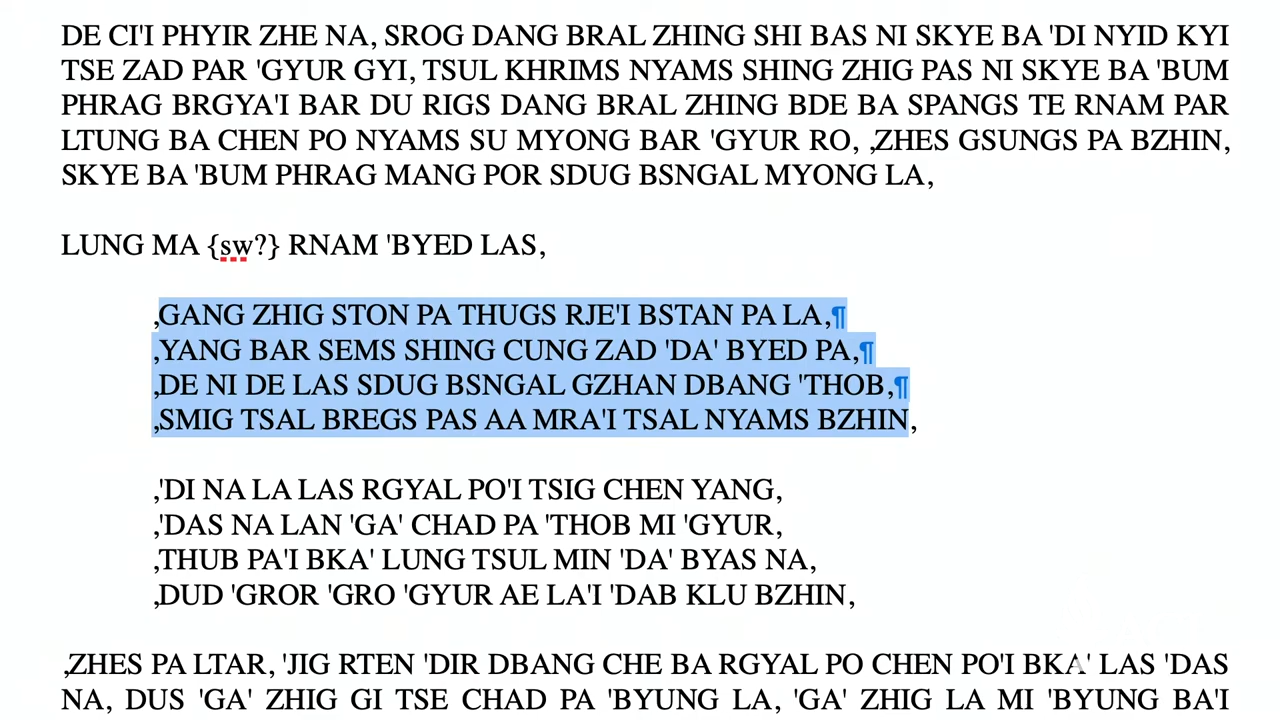 DE CI'I PHYIR ZHE NA, SROG DANG BRAL ZHING SHI BAS NI SKYE BA 'DI NYID KYI
TSE ZAD PAR 'GYUR GYI, TSUL KHRIMS NYAMS SHING ZHIG PAS NI SKYE BA 'BUM
PHRAG BRGYA'I BAR DU RIGS DANG BRAL ZHING BDE BA SPANGS TE RNAM PAR
LTUNG BA CHEN PO NYAMS SU MYONG BAR 'GYUR RO, ,ZHES GSUNGS PA BZHIN,
SKYE BA 'BUM PHRAG MANG POR SDUG BSNGAL MYONG LA,
LUNG MA {sw?} RNAM 'BYED LAS,
,GANG ZHIG STON PA THUGS RJE'I BSTAN PA LA,¶
,YANG BAR SEMS SHING CUNG ZAD 'DA' BYED PA,¶
,DE NI DE LAS SDUG BSNGAL GZHAN DBANG 'THOB,¶
,SMIG TSAL BREGS PAS AA MRA'I TSAL NYAMS BZHIN,
,'DI NA LA LAS RGYAL PO'I TSIG CHEN YANG,
,'DAS NA LAN 'GA' CHAD PA 'THOB MI 'GYUR,
,THUB PA'I BKA' LUNG TSUL MIN 'DA' BYAS NA,
,DUD 'GROR 'GRO 'GYUR AE LA'I 'DAB KLU BZHIN,
,ZHES PA LTAR, 'JIG RTEN 'DIR DBANG CHE BA RGYAL PO CHEN PO'I BKA' LAS 'DAS
NA, DUS 'GA' ZHIG GI TSE CHAD PA 'BYUNG LA, 'GA' ZHIG LA MI 'BYUNG BA'I